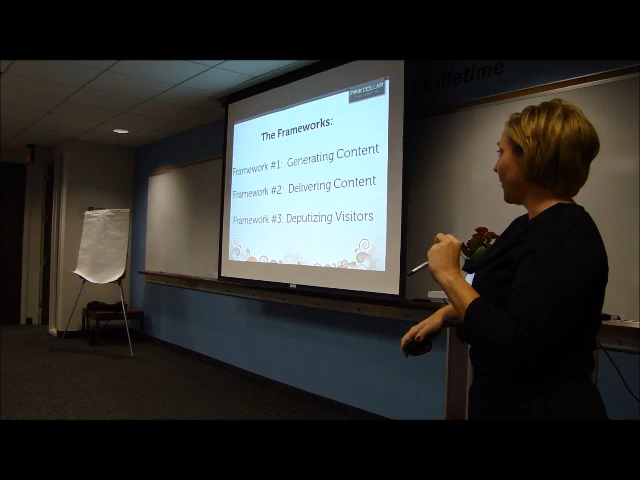 a lifetime
PINK COLLAR
The Frameworks:
Framework #1: Generating Content
Framework #2: Delivering Content
Framework #3: Deputizing Visitors